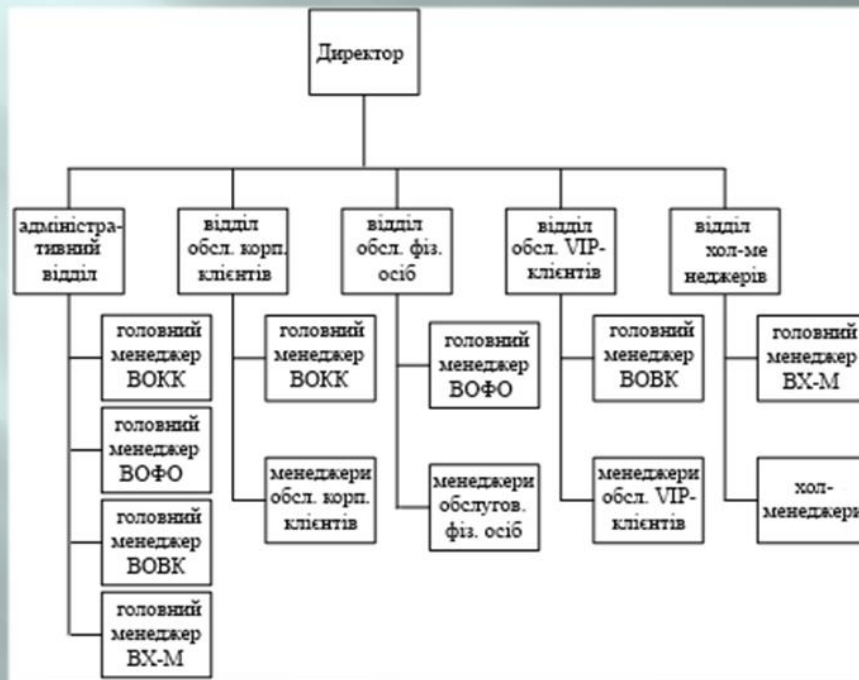 Директор
адміністра-
тивний
відділ
відділ
обсл. корп.
клієнтів
відділ
обсл. фіз.
осіб
відділ
обсл. VIP-
клієнтів
відділ
хол-ме
неджерів
головний
менеджер
ВОКК
головний
менеджер
ВОФО
головний
менеджер
ВОВК
головний
менеджер
ВХ-М
головний
менеджер
ВОКК
менеджери
обсл. корп.
клієнтів
головний
менеджер
ВОФО
менеджери
обслугов.
фіз. осіб
головний
менеджер
ВОВК
менеджери
обсл. VIP-
клієнтів
головний
менеджер
ВХ-М
хол-
менеджери